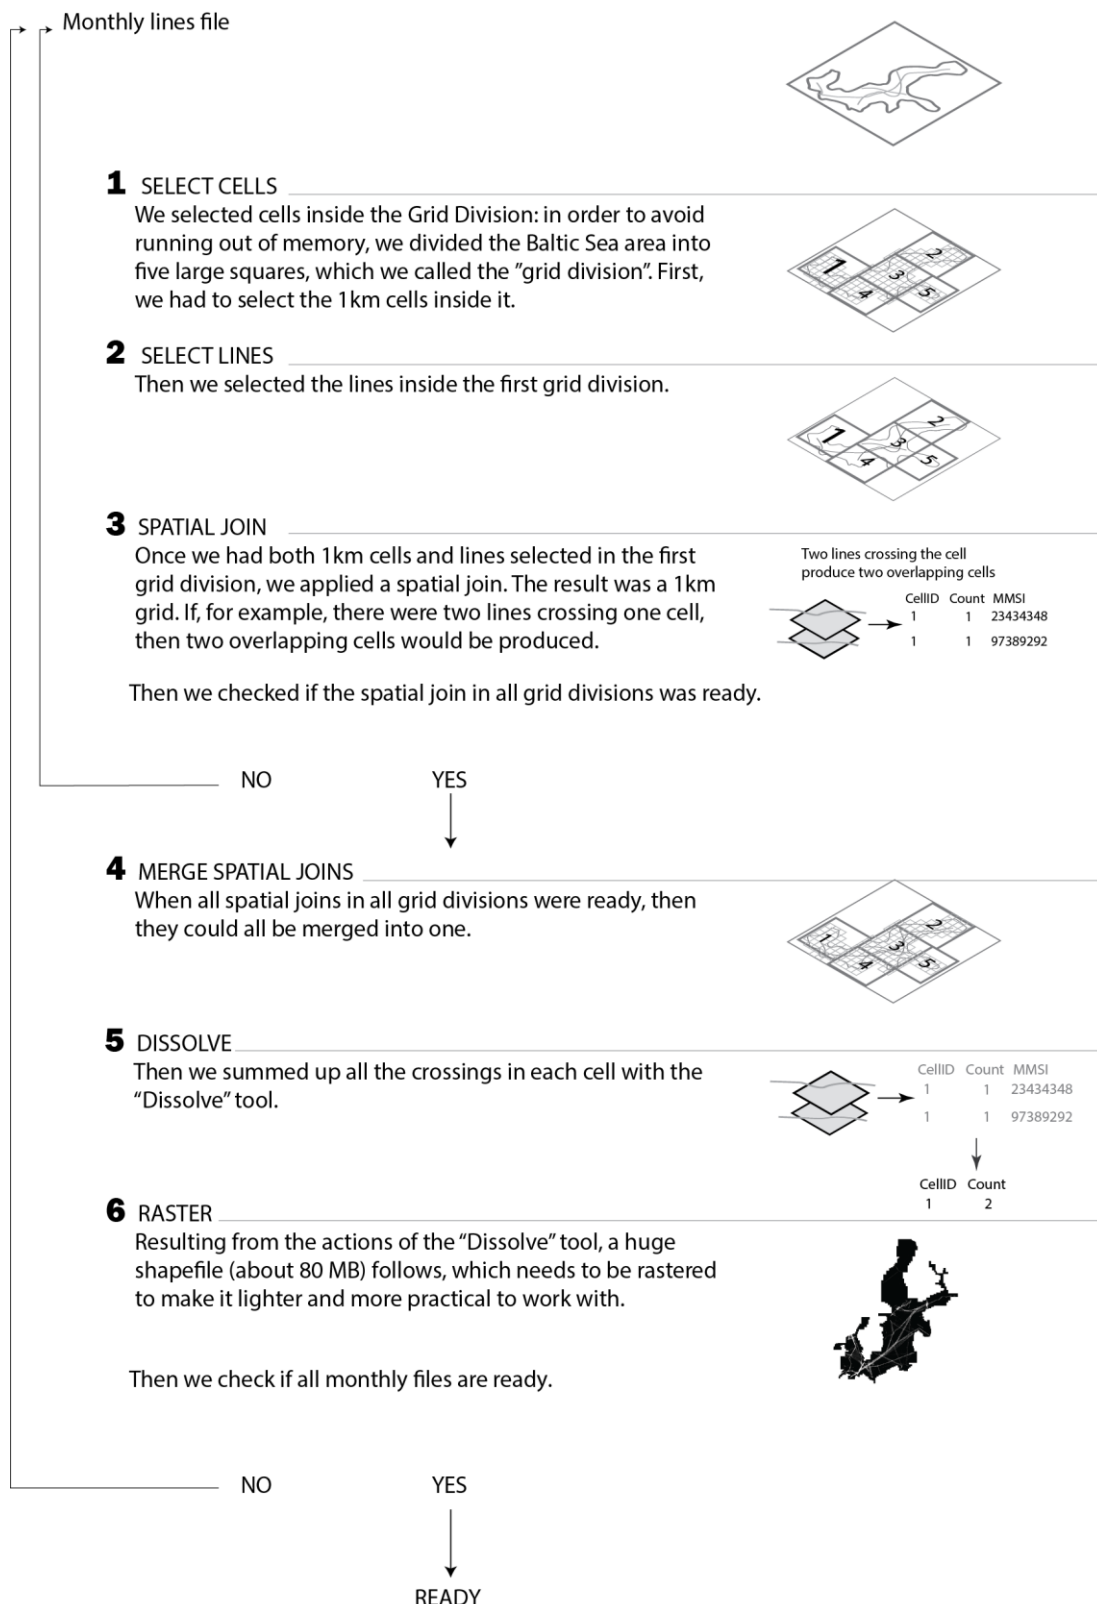 Monthly lines file
1 SELECT CELLS
We selected cells inside the Grid Division: in order to avoid
running out of memory, we divided the Baltic Sea area into
five large squares, which we called the ”grid division”. First,
we had to select the 1km cells inside it.
1
2
3
4
5
2 SELECT LINES
Then we selected the lines inside the first grid division.
1
2
3
4
5
3 SPATIAL JOIN
Once we had both 1km cells and lines selected in the first
grid division, we applied a spatial join. The result was a 1km
grid. If, for example, there were two lines crossing one cell,
then two overlapping cells would be produced.
Two lines crossing the cell
produce two overlapping cells
CellID Count MMSI
1 1 23434348
1 1 97389292
Then we checked if the spatial join in all grid divisions was ready.
NO YES
4 MERGE SPATIAL JOINS
When all spatial joins in all grid divisions were ready, then
they could all be merged into one.
1
2
3
4
5
5 DISSOLVE
Then we summed up all the crossings in each cell with the
“Dissolve” tool.
CellID Count MMSI
1 1 23434348
1 1 97389292
CellID Count
1 2
6 RASTER
Resulting from the actions of the “Dissolve” tool, a huge
shapefile (about 80 MB) follows, which needs to be rastered
to make it lighter and more practical to work with.
Then we check if all monthly files are ready.
NO YES
READY